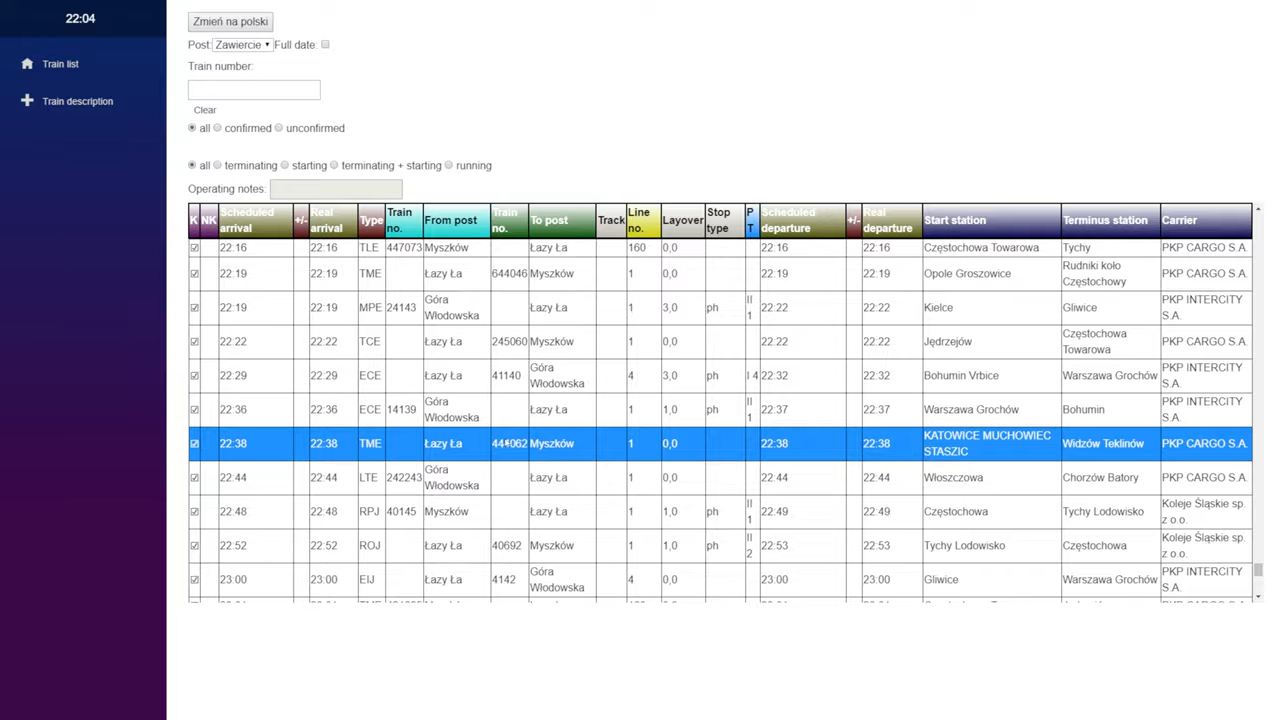 22:04
Train list
Train description
Zmień na polski
Post: Zawiercie Full date:
Train number:
Clear
all confirmed unconfirmed
all terminating starting terminating + starting running
Operating notes:
K NK Scheduled arrival +/- Real arrival Type Train no. From post Train no. To post Track Line no. Layover Stop type P T Scheduled departure +/- Real departure Start station Terminus station Carrier
22:16 22:16 TLE 447073 Myszków Łazy Ła 160 0,0 22:16 22:16 Częstochowa Towarowa Tychy PKP CARGO S.A.
22:19 22:19 TME Łazy Ła 644046 Myszków 1 0,0 22:19 22:19 Opole Groszowice Rudniki koło Częstochowy PKP CARGO S.A.
22:19 22:19 MPE 24143 Góra Włodowska Łazy Ła 1 3,0 ph II 1 22:22 22:22 Kielce Gliwice PKP INTERCITY S.A.
22:22 22:22 TCE Łazy Ła 245060 Myszków 1 0,0 22:22 22:22 Jędrzejów Częstochowa Towarowa PKP CARGO S.A.
22:29 22:29 ECE Łazy Ła 41140 Góra Włodowska 4 3,0 ph I 4 22:32 22:32 Bohumin Vrbice Warszawa Grochów PKP INTERCITY S.A.
22:36 22:36 ECE 14139 Góra Włodowska Łazy Ła 1 1,0 ph II 1 22:37 22:37 Warszawa Grochów Bohumin PKP INTERCITY S.A.
22:38 22:38 TME Łazy Ła Myszków 1 0,0 22:38 22:38 KATOWICE MUCHOWIEC STASZIC Widzów Teklinów PKP CARGO S.A.
22:44 22:44 LTE 242243 Góra Włodowska Łazy Ła 1 0,0 22:44 22:44 Włoszczowa Chorzów Batory PKP CARGO S.A.
22:48 22:48 RPJ 40145 Myszków Łazy Ła 1 1,0 ph II 1 22:49 22:49 Częstochowa Tychy Lodowisko Koleje Śląskie sp. z o.o.
22:52 22:52 ROJ Łazy Ła 40692 Myszków 1 1,0 ph II 2 22:53 22:53 Tychy Lodowisko Częstochowa Koleje Śląskie sp. z o.o.
23:00 23:00 EIJ Łazy Ła 4142 Góra Włodowska 4 0,0 23:00 23:00 Gliwice Warszawa Grochów PKP INTERCITY S.A.